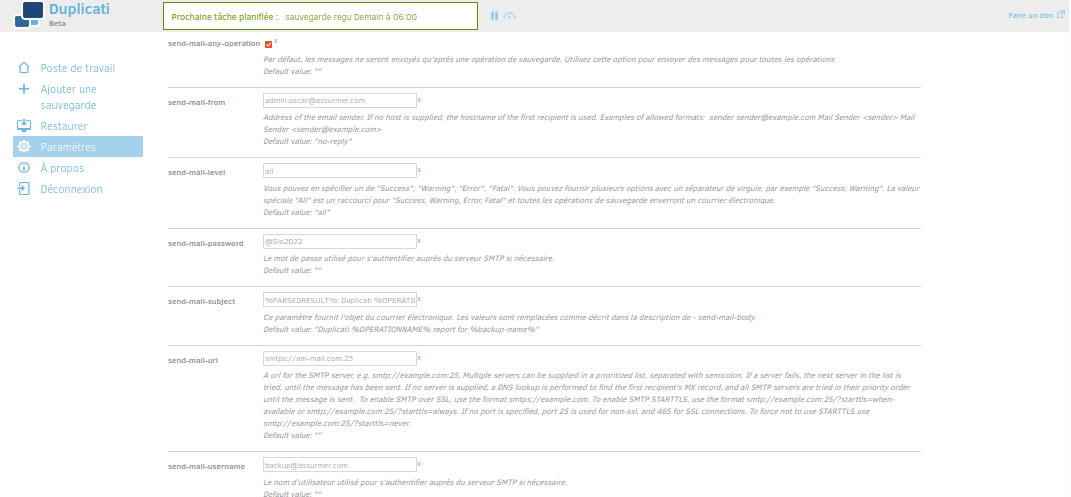 Duplicati
Beta
Prochaine tâche planifiée : sauvegarde regu Demain à 06:00
Faire un don
Poste de travail
Ajouter une
sauvegarde
Restaurer
Paramètres
À propos
Déconnexion
send-mail-any-operation x
Par défaut, les messages ne seront envoyés qu'après une opération de sauvegarde. Utilisez cette option pour envoyer des messages pour toutes les opérations
Default value: ""
send-mail-from admin.oscar@assurmer.com x
Address of the email sender. If no host is supplied, the hostname of the first recipient is used. Examples of allowed formats: sender sender@example.com Mail Sender <sender> Mail
Sender <sender@example.com>
Default value: "no-reply"
send-mail-level all x
Vous pouvez en spécifier un de "Success", "Warning", "Error", "Fatal". Vous pouvez fournir plusieurs options avec un séparateur de virgule, par exemple "Success, Warning". La valeur
spéciale "All" est un raccourci pour "Success, Warning, Error, Fatal" et toutes les opérations de sauvegarde enverront un courrier électronique.
Default value: "all"
send-mail-password @Sio2022 x
Le mot de passe utilisé pour s'authentifier auprès du serveur SMTP si nécessaire.
Default value: ""
send-mail-subject %PARSEDRESULT%: Duplicati %OPERATI x
Ce paramètre fournit l'objet du courrier électronique. Les valeurs sont remplacées comme décrit dans la description de - send-mail-body.
Default value: "Duplicati %OPERATIONNAME% report for %backup-name%"
send-mail-url smtps://am-mail.com:25 x
A url for the SMTP server, e.g. smtp://example.com:25. Multiple servers can be supplied in a prioritized list, separated with semicolon. If a server fails, the next server in the list is
tried, until the message has been sent. If no server is supplied, a DNS lookup is performed to find the first recipient's MX record, and all SMTP servers are tried in their priority order
until the message is sent. To enable SMTP over SSL, use the format smtps://example.com. To enable SMTP STARTTLS, use the format smtp://example.com:25/?starttls=when-
available or smtp://example.com:25/?starttls=always. If no port is specified, port 25 is used for non-ssl, and 465 for SSL connections. To force not to use STARTTLS use
smtp://example.com:25/?starttls=never.
Default value: ""
send-mail-username backup@assurmer.com x
Le nom d'utilisateur utilisé pour s'authentifier auprès du serveur SMTP si nécessaire.
Default value: ""